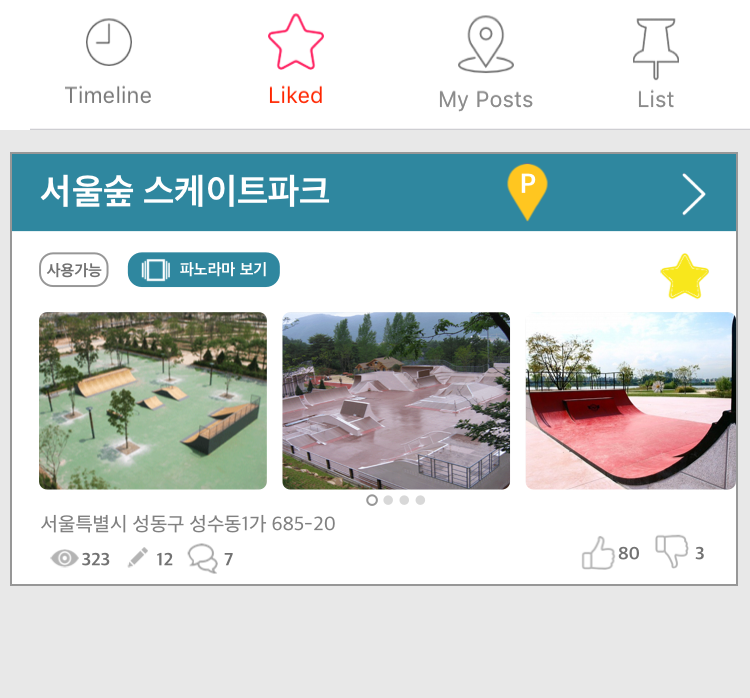 Timeline
Liked
My Posts
List
서울숲 스케이트파크
P
사용가능
파노라마 보기
서울특별시 성동구 성수동1가 685-20
323 12 7 80 3